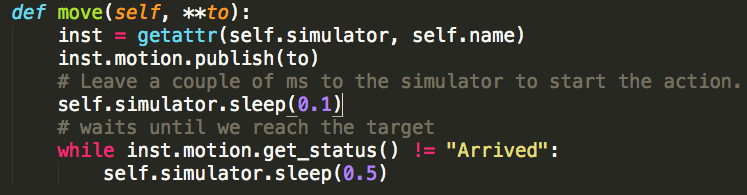 def move(self, **to):
    inst = getattr(self.simulator, self.name)
    inst.motion.publish(to)
    # Leave a couple of ms to the simulator to start the action.
    self.simulator.sleep(0.1)
    # waits until we reach the target
    while inst.motion.get_status() != "Arrived":
        self.simulator.sleep(0.5)